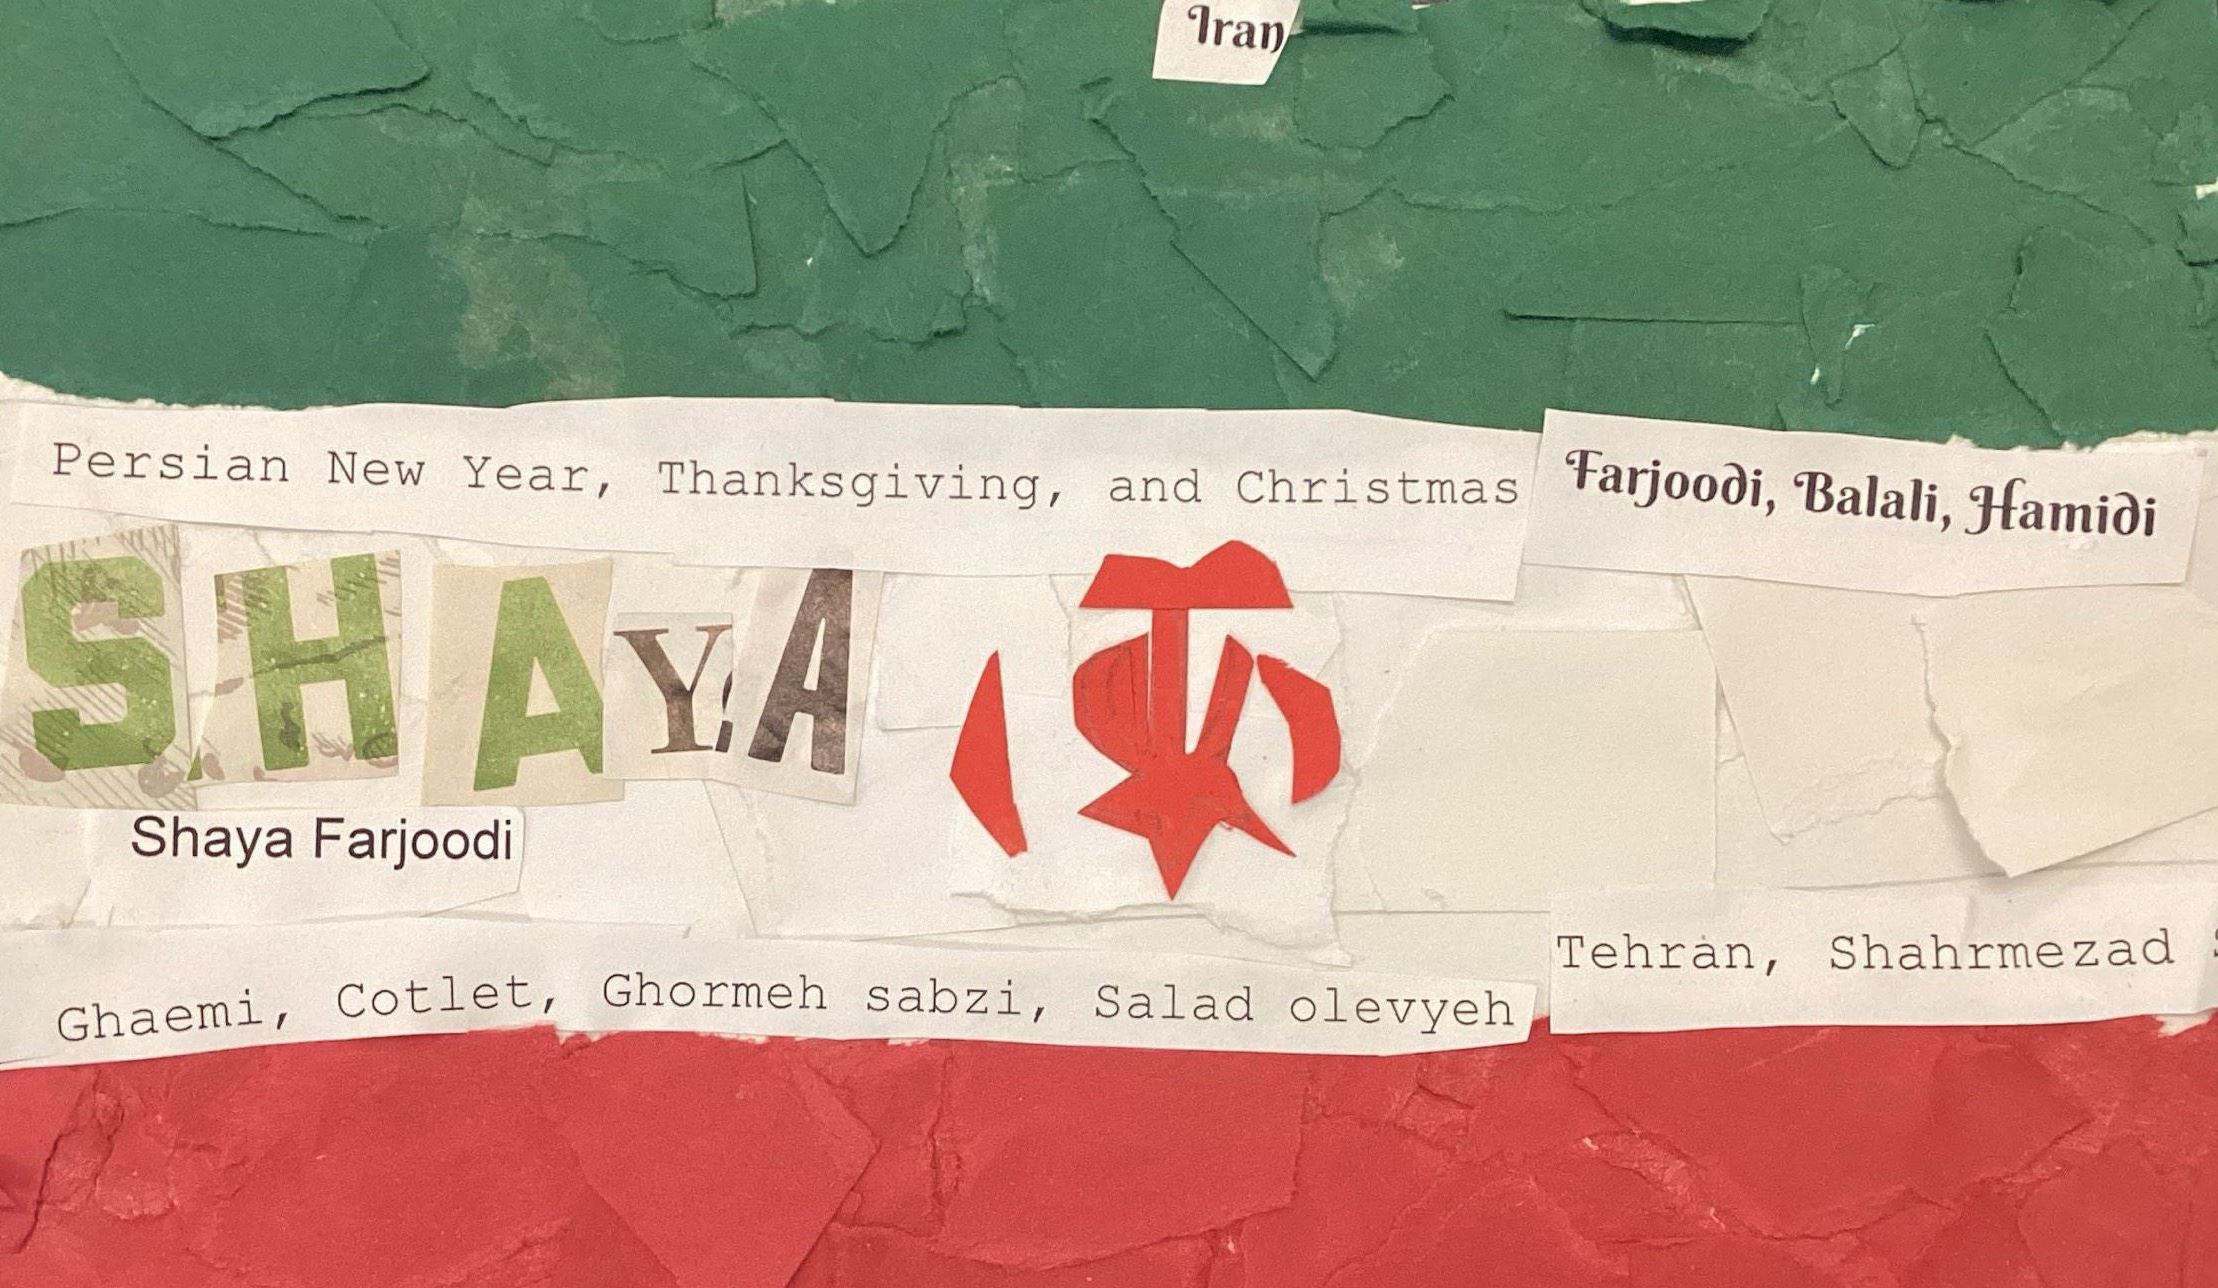 Iran
Persian New Year, Thanksgiving, and Christmas
Farjoodi, Balali, Hamidi
SHAYA
Shaya Farjoodi
Ghaemi, Cotlet, Ghormeh sabzi, Salad olevyeh
Tehran, Shahrmezad